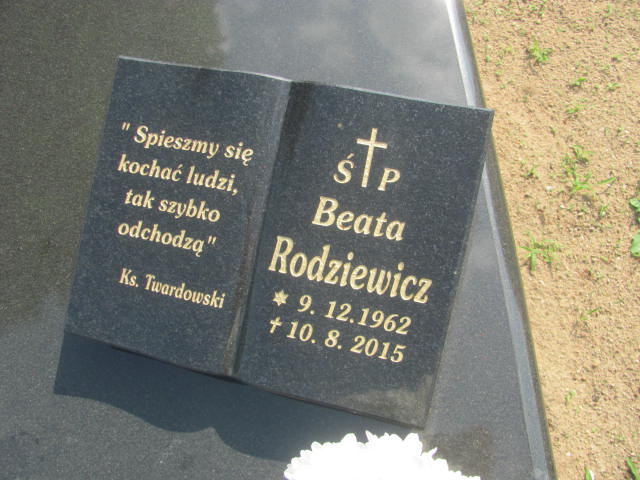 "Spieszmy się
kochać ludzi,
tak szybko
odchodzą"
Ks. Twardowski
Ś†P
Beata
Rodziewicz
* 9. 12.1962
† 10. 8. 2015